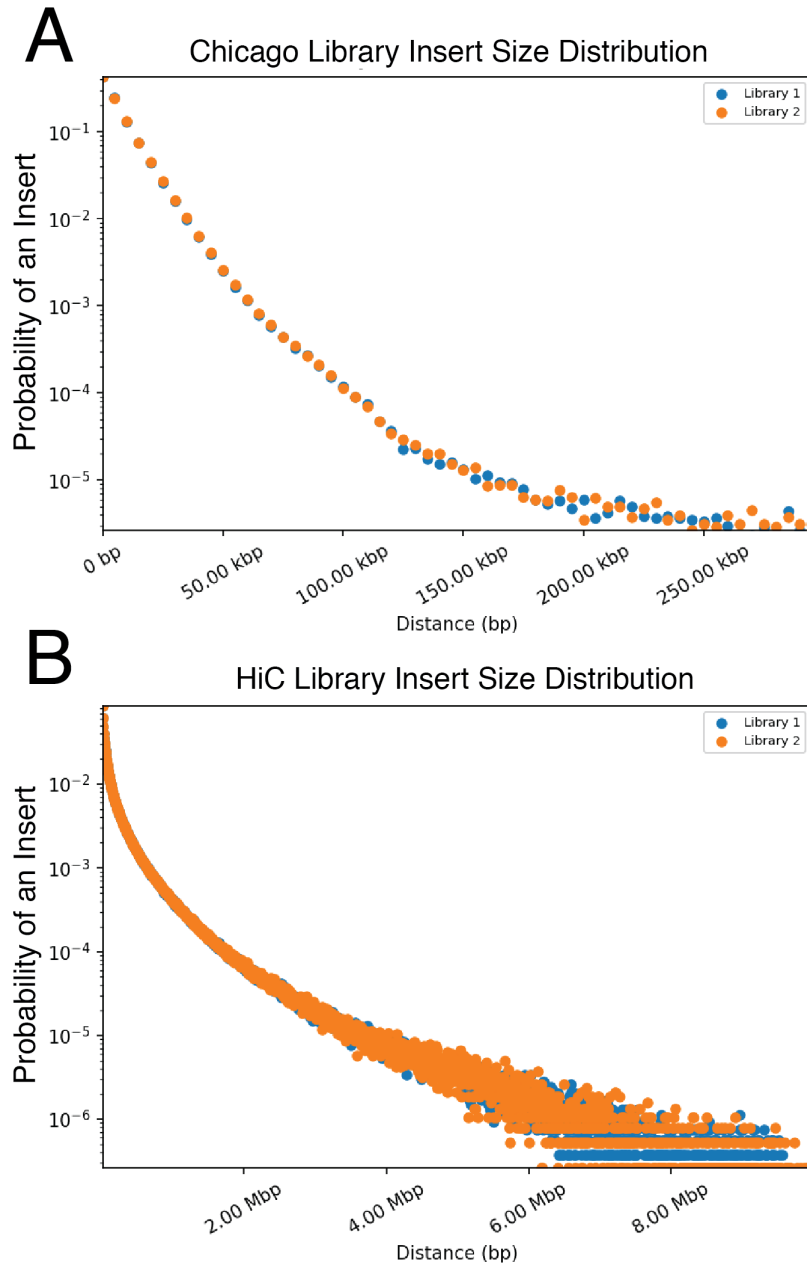 A
Chicago Library Insert Size Distribution
Library 1
Library 2
Probability of an Insert
10⁻¹
10⁻²
10⁻³
10⁻⁴
10⁻⁵
0 bp
50.00 kbp
100.00 kbp
150.00 kbp
200.00 kbp
250.00 kbp
Distance (bp)
B
HiC Library Insert Size Distribution
Library 1
Library 2
Probability of an Insert
10⁻²
10⁻³
10⁻⁴
10⁻⁵
10⁻⁶
2.00 Mbp
4.00 Mbp
6.00 Mbp
8.00 Mbp
Distance (bp)